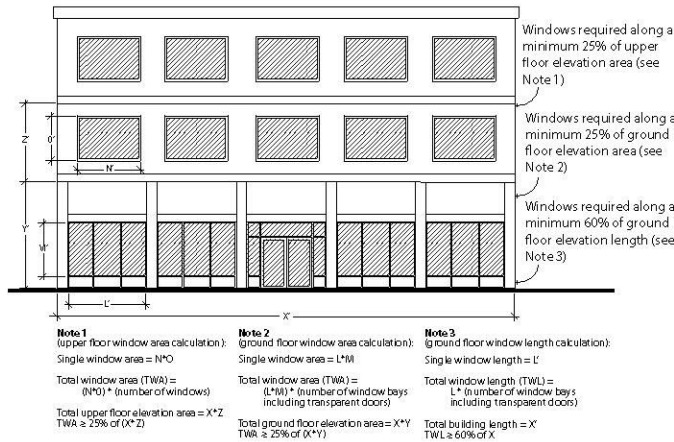 Windows required along a
minimum 25% of upper
floor elevation area (see
Note 1)
Windows required along a
minimum 25% of ground
floor elevation area (see
Note 2)
Windows required along a
minimum 60% of ground
floor elevation length (see
Note 3)
Z'
O'
N'
Y'
M'
L'
X'
Note 1
(upper floor window area calculation):
Single window area = N*O
Total window area (TWA) =
(N*O) * (number of windows)
Total upper floor elevation area = X*Z
TWA ≥ 25% of (X*Z)
Note 2
(ground floor window area calculation):
Single window area = L*M
Total window area (TWA) =
(L*M) * (number of window bays
including transparent doors)
Total ground floor elevation area = X*Y
TWA ≥ 25% of (X*Y)
Note 3
(ground floor window length calculation):
Single window length = L'
Total window length (TWL) =
L * (number of window bays
including transparent doors)
Total building length = X'
TWL ≥ 60% of X